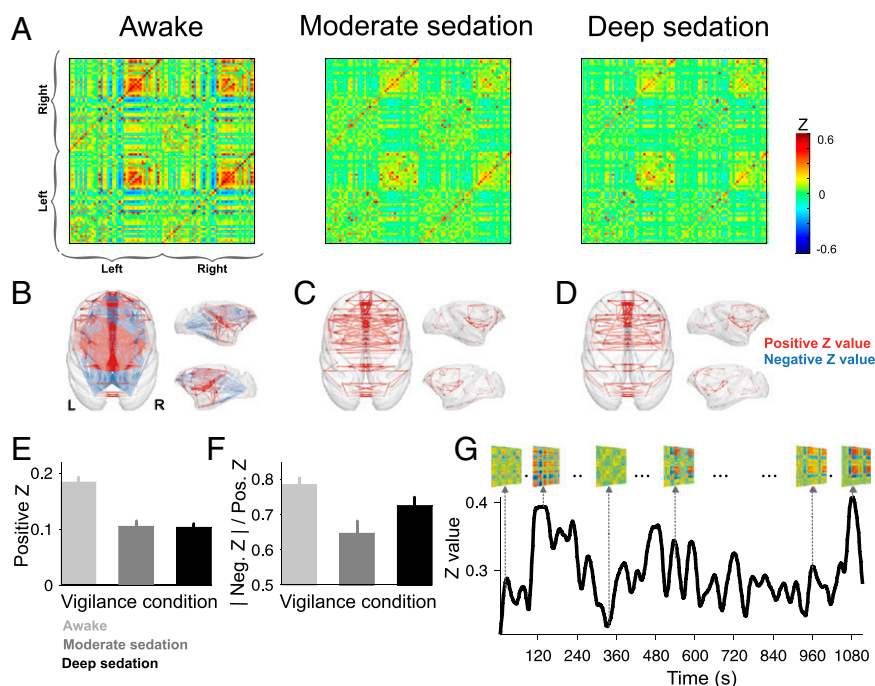 A
Awake
Moderate sedation
Deep sedation
Right
Left
Left
Right
Z
0.6
0
-0.6
B
C
D
L
R
Positive Z value
Negative Z value
E
Positive Z
0.2
0.1
0
Vigilance condition
Awake
Moderate sedation
Deep sedation
F
| Neg. Z | / Pos. Z
0.8
0.7
0.6
0.5
Vigilance condition
G
... ... ... ...
Z value
0.4
0.3
120 240 360 480 600 720 840 960 1080
Time (s)